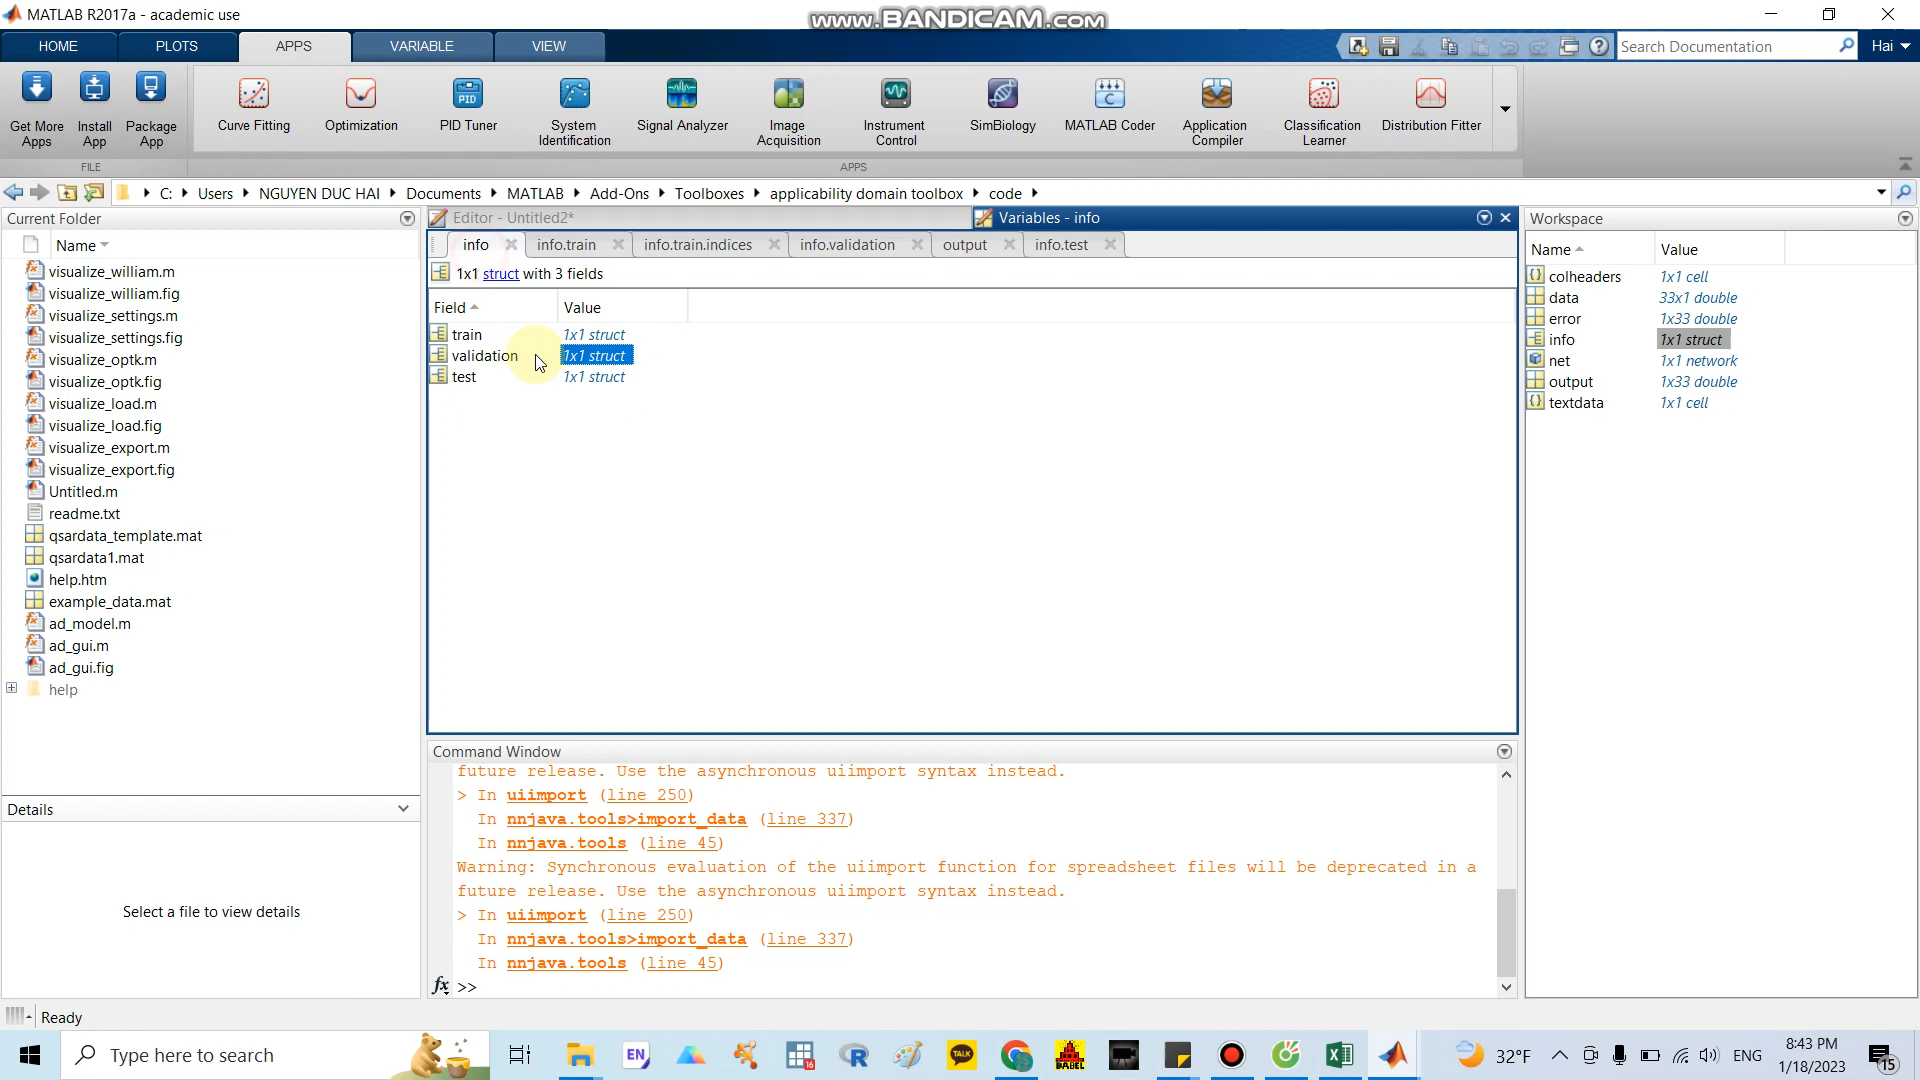 MATLAB R2017a - academic use
www.BANDICAM.com
HOME PLOTS APPS VARIABLE VIEW
Search Documentation
Hai
Get More Apps
Install App
Package App
Curve Fitting
Optimization
PID Tuner
System Identification
Signal Analyzer
Image Acquisition
Instrument Control
SimBiology
MATLAB Coder
Application Compiler
Classification Learner
Distribution Fitter
FILE
APPS
C: Users NGUYEN DUC HAI Documents MATLAB Add-Ons Toolboxes applicability domain toolbox code
Current Folder
Name
visualize_william.m
visualize_william.fig
visualize_settings.m
visualize_settings.fig
visualize_optk.m
visualize_optk.fig
visualize_load.m
visualize_load.fig
visualize_export.m
visualize_export.fig
Untitled.m
readme.txt
qsardata_template.mat
qsardata1.mat
help.htm
example_data.mat
ad_model.m
ad_gui.m
ad_gui.fig
help
Details
Select a file to view details
Editor - Untitled2*
Variables - info
info info.train info.train.indices info.validation output info.test
1x1 struct with 3 fields
Field Value
train 1x1 struct
validation 1x1 struct
test 1x1 struct
Command Window
future release. Use the asynchronous uiimport syntax instead.
> In uiimport (line 250)
In nnjava.tools>import_data (line 337)
In nnjava.tools (line 45)
Warning: Synchronous evaluation of the uiimport function for spreadsheet files will be deprecated in a
future release. Use the asynchronous uiimport syntax instead.
> In uiimport (line 250)
In nnjava.tools>import_data (line 337)
In nnjava.tools (line 45)
fx >>
Workspace
Name Value
colheaders 1x1 cell
data 33x1 double
error 1x33 double
info 1x1 struct
net 1x1 network
output 1x33 double
textdata 1x1 cell
Ready
Type here to search
EN
TALK
BABEL
32°F
ENG
8:43 PM
1/18/2023
15